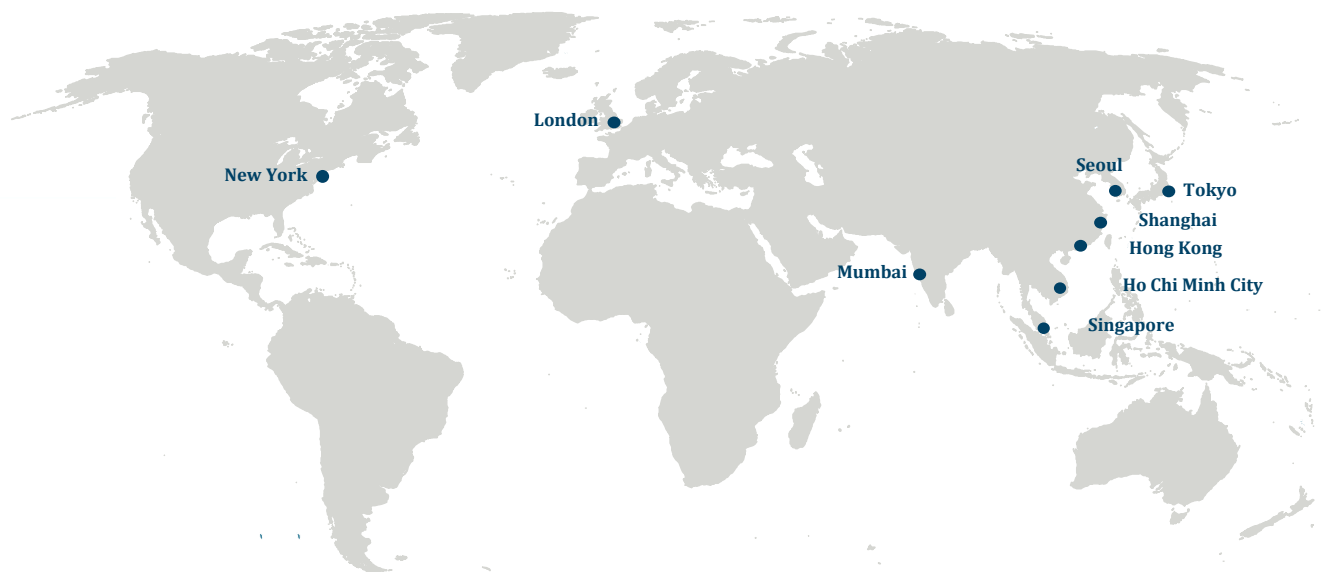 London
Seoul
New York
Tokyo
Shanghai
Hong Kong
Mumbai
Ho Chi Minh City
Singapore